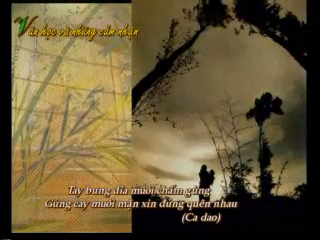 Văn học và những cảm nhận
Tay bưng dĩa muối chấm gừng
Gừng cay muối mặn xin đừng quên nhau
(Ca dao)